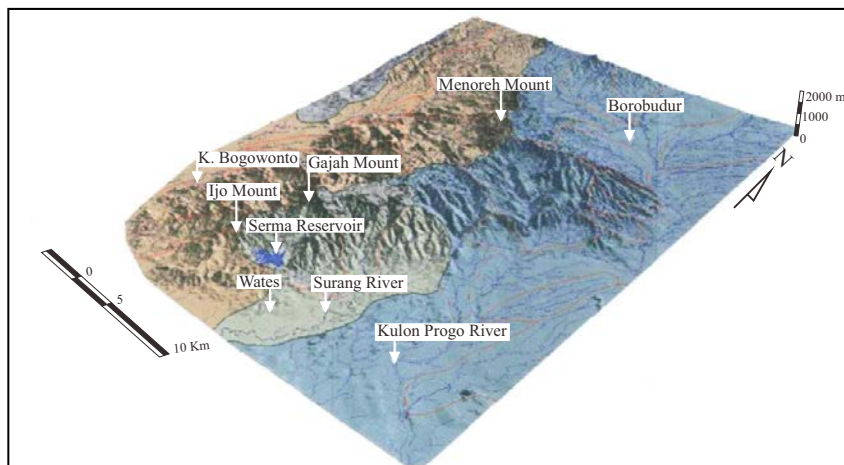 Menoreh Mount
Borobudur
2000 m
1000
0
K. Bogowonto
Gajah Mount
N
Ijo Mount
Serma Reservoir
0
5
10 Km
Wates
Surang River
Kulon Progo River